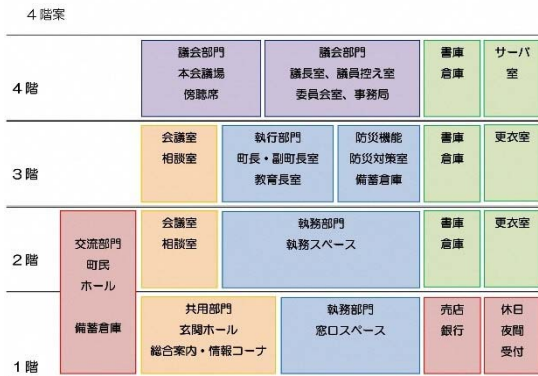 4階案
4階
議会部門
本会議場
傍聴席
議会部門
議長室、議員控え室
委員会室、事務局
書庫
倉庫
サーバ
室
3階
会議室
相談室
執行部門
町長・副町長室
教育長室
防災機能
防災対策室
備蓄倉庫
書庫
倉庫
更衣室
2階
交流部門
町民
ホール
備蓄倉庫
会議室
相談室
執務部門
執務スペース
書庫
倉庫
更衣室
1階
共用部門
玄関ホール
総合案内・情報コーナ
執務部門
窓口スペース
売店
銀行
休日
夜間
受付